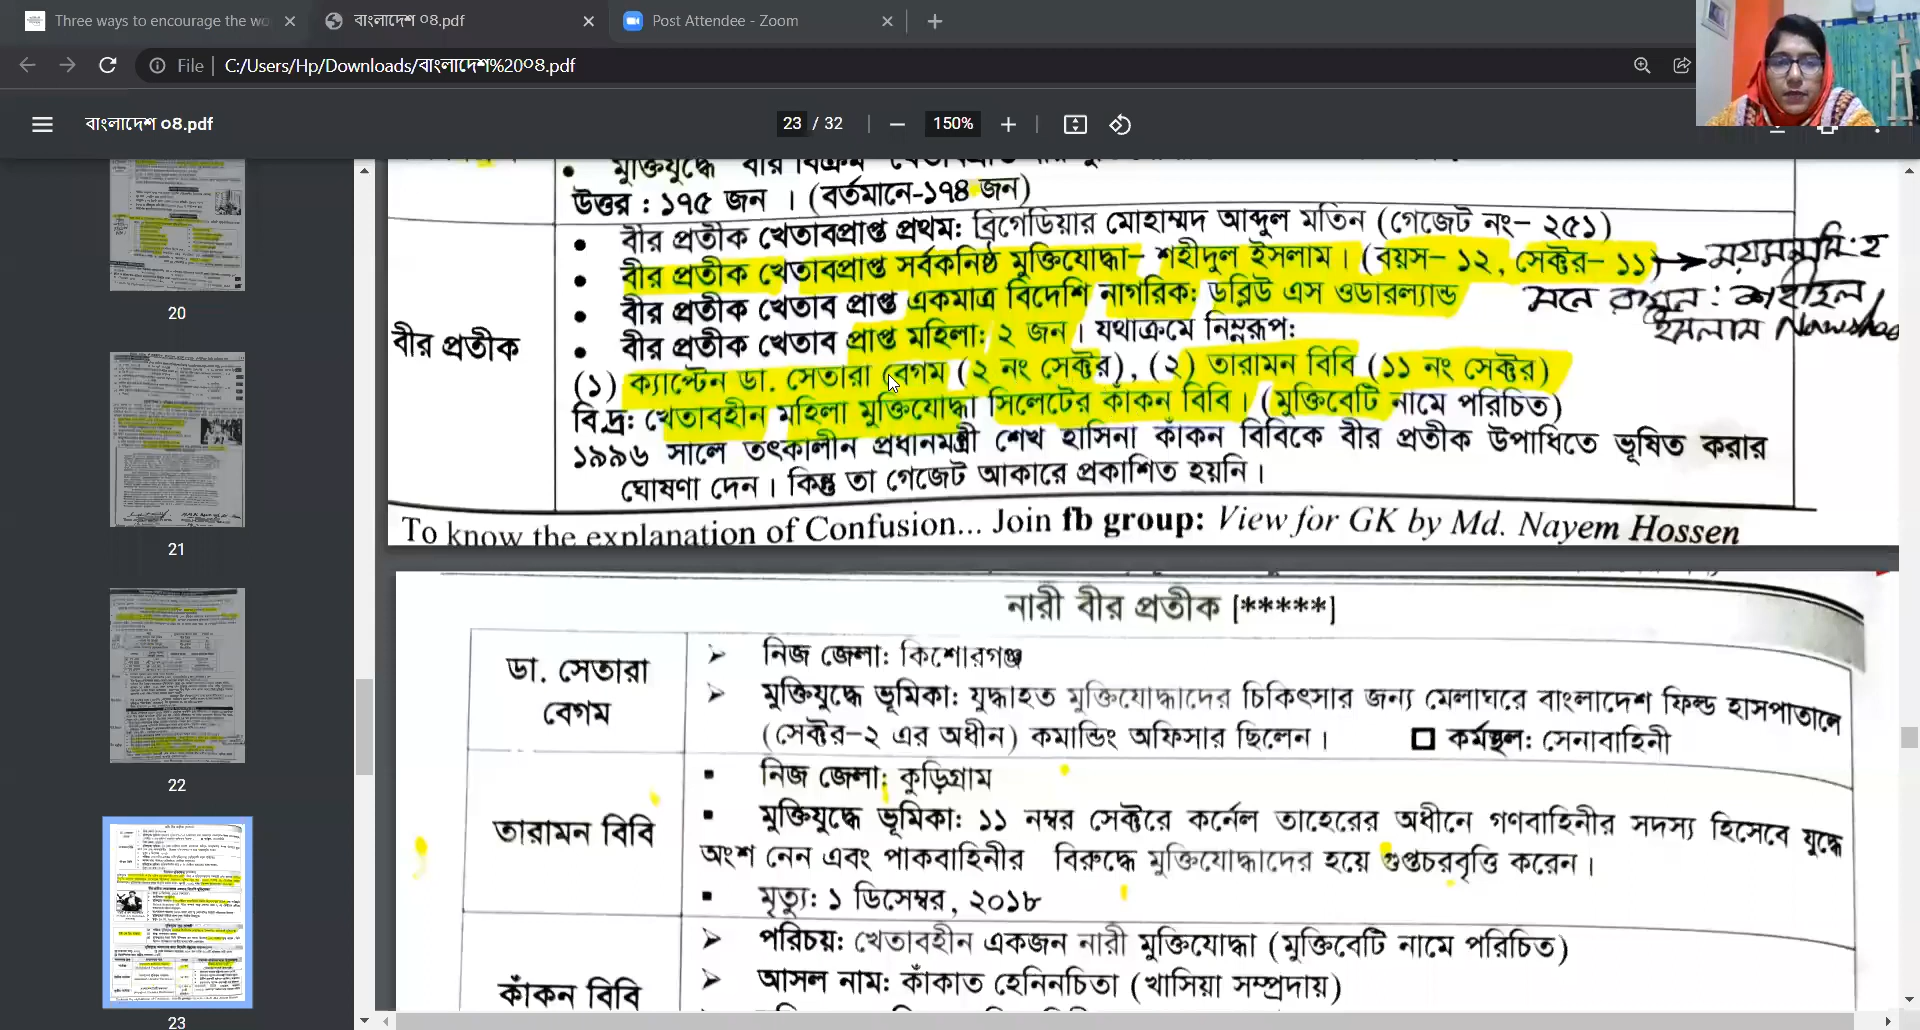 Three ways to encourage the wo
বাংলাদেশ ০৪.pdf
Post Attendee - Zoom
File
C:/Users/Hp/Downloads/বাংলাদেশ%20০৪.pdf
বাংলাদেশ ০৪.pdf
23 / 32
150%
20
21
22
23
মুক্তিযুদ্ধে বীর বিক্রম খেতাবপ্রাপ্ত বীর
উত্তর : ১৭৫ জন । (বর্তমানে-১৭৪ জন)
বীর প্রতীক
বীর প্রতীক খেতাবপ্রাপ্ত প্রথম: ব্রিগেডিয়ার মোহাম্মদ আব্দুল মতিন (গেজেট নং– ২৫১)
বীর প্রতীক খেতাবপ্রাপ্ত সর্বকনিষ্ঠ মুক্তিযোদ্ধা– শহীদুল ইসলাম। (বয়স– ১২, সেক্টর– ১১)
বীর প্রতীক খেতাব প্রাপ্ত একমাত্র বিদেশি নাগরিক: ডব্লিউ এস ওডারল্যান্ড
মনে রাখুন : শহীদুল
ইসলাম
বীর প্রতীক খেতাব প্রাপ্ত মহিলা: ২ জন। যথাক্রমে নিম্নরূপ:
(১) ক্যাপ্টেন ডা. সেতারা বেগম (২ নং সেক্টর), (২) তারামন বিবি (১১ নং সেক্টর)
বি.দ্র: খেতাবহীন মহিলা মুক্তিযোদ্ধা সিলেটের কাঁকন বিবি। (মুক্তিবেটি নামে পরিচিত)
১৯৯৬ সালে তৎকালীন প্রধানমন্ত্রী শেখ হাসিনা কাঁকন বিবিকে বীর প্রতীক উপাধিতে ভূষিত করার
ঘোষণা দেন। কিন্তু তা গেজেট আকারে প্রকাশিত হয়নি।
To know the explanation of Confusion... Join fb group: View for GK by Md. Nayem Hossen
নারী বীর প্রতীক [*****]
ডা. সেতারা
বেগম
নিজ জেলা: কিশোরগঞ্জ
মুক্তিযুদ্ধে ভূমিকা: যুদ্ধাহত মুক্তিযোদ্ধাদের চিকিৎসার জন্য মেলাঘরে বাংলাদেশ ফিল্ড হাসপাতালে
(সেক্টর–২ এর অধীন) কমান্ডিং অফিসার ছিলেন। কর্মস্থল: সেনাবাহিনী
তারামন বিবি
নিজ জেলা: কুড়িগ্রাম
মুক্তিযুদ্ধে ভূমিকা: ১১ নম্বর সেক্টরে কর্নেল তাহেরের অধীনে গণবাহিনীর সদস্য হিসেবে যুদ্ধে
অংশ নেন এবং পাকবাহিনীর বিরুদ্ধে মুক্তিযোদ্ধাদের হয়ে গুপ্তচরবৃত্তি করেন।
মৃত্যু: ১ ডিসেম্বর, ২০১৮
কাঁকন বিবি
পরিচয়: খেতাবহীন একজন নারী মুক্তিযোদ্ধা (মুক্তিবেটি নামে পরিচিত)
আসল নাম: কাঁকাত হেনিনচিতা (খাসিয়া সম্প্রদায়)